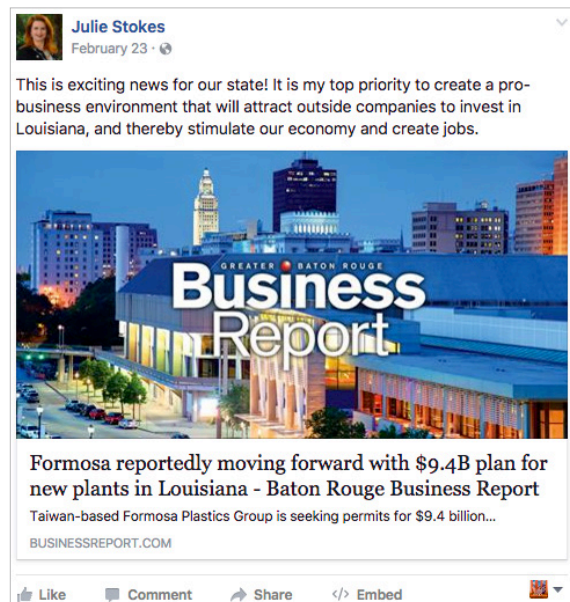 Julie Stokes
February 23 ·
This is exciting news for our state! It is my top priority to create a pro-
business environment that will attract outside companies to invest in
Louisiana, and thereby stimulate our economy and create jobs.
GREATER BATON ROUGE
Business
Report
Formosa reportedly moving forward with $9.4B plan for
new plants in Louisiana - Baton Rouge Business Report
Taiwan-based Formosa Plastics Group is seeking permits for $9.4 billion...
BUSINESSREPORT.COM
Like Comment Share </> Embed